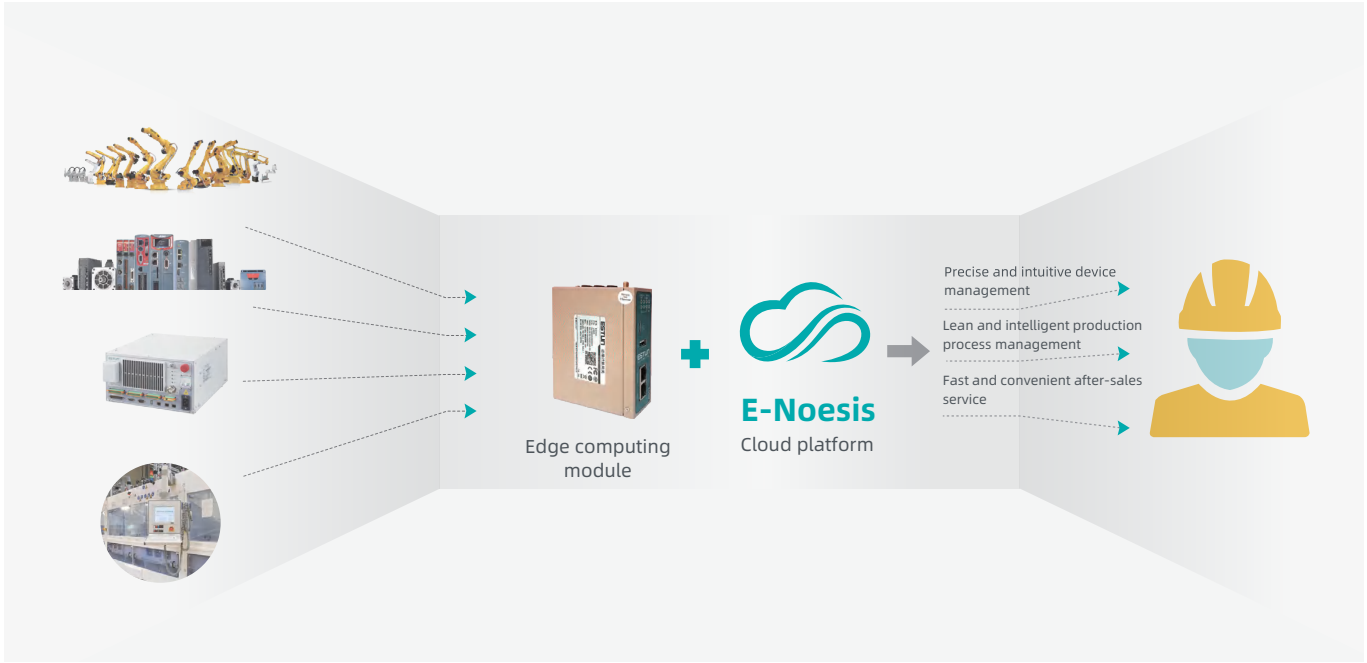 ESTUN
Edge computing
module
E-Noesis
Cloud platform
Precise and intuitive device
management
Lean and intelligent production
process management
Fast and convenient after-sales
service